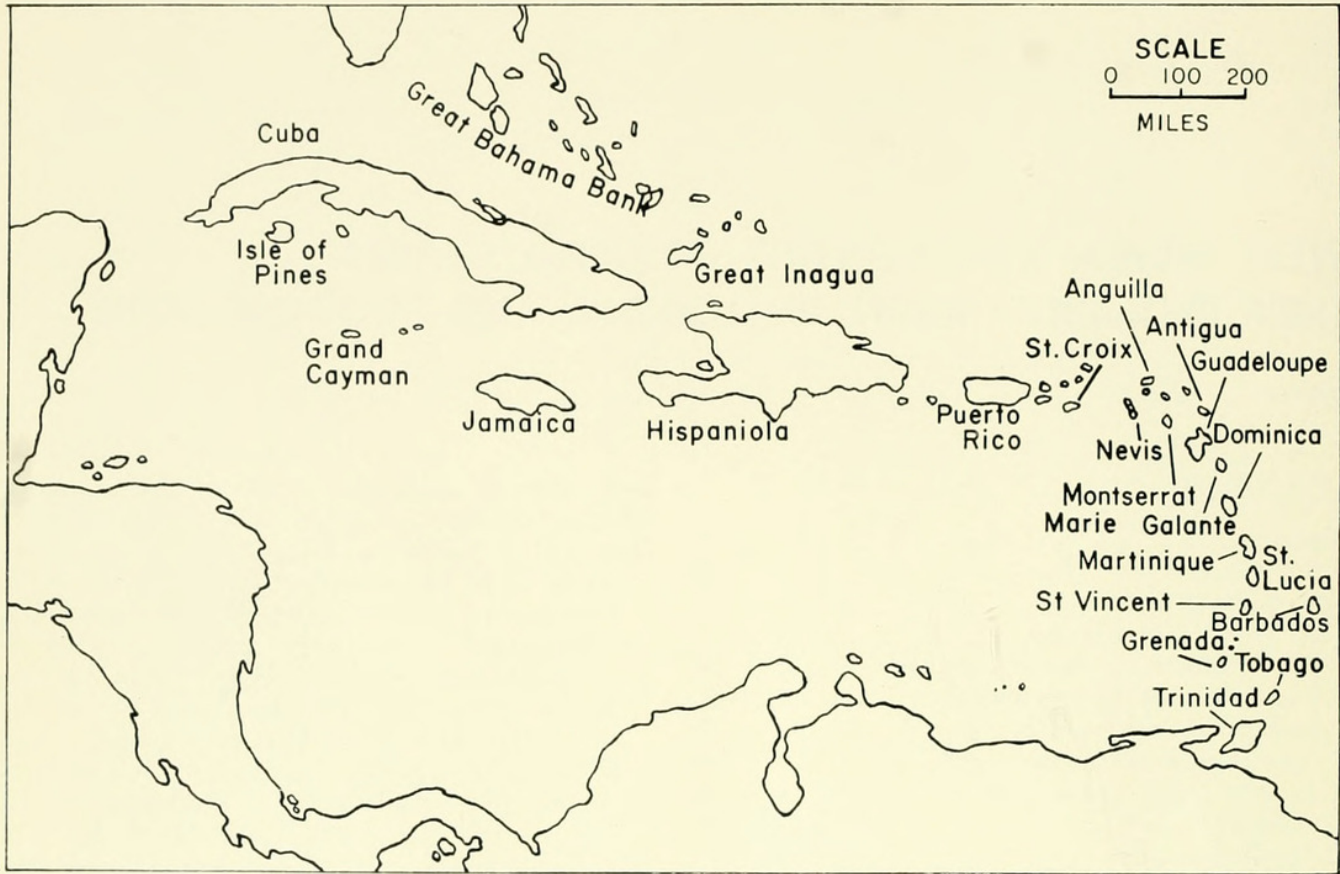 SCALE
0 100 200
MILES
Great Bahama Bank
Cuba
Isle of
Pines
Great Inagua
Anguilla
Antigua
St. Croix
Guadeloupe
Grand
Cayman
Jamaica
Hispaniola
Puerto
Rico
Nevis
Dominica
Montserrat
Marie Galante
Martinique
St.
Lucia
St Vincent
Barbados
Grenada
Tobago
Trinidad